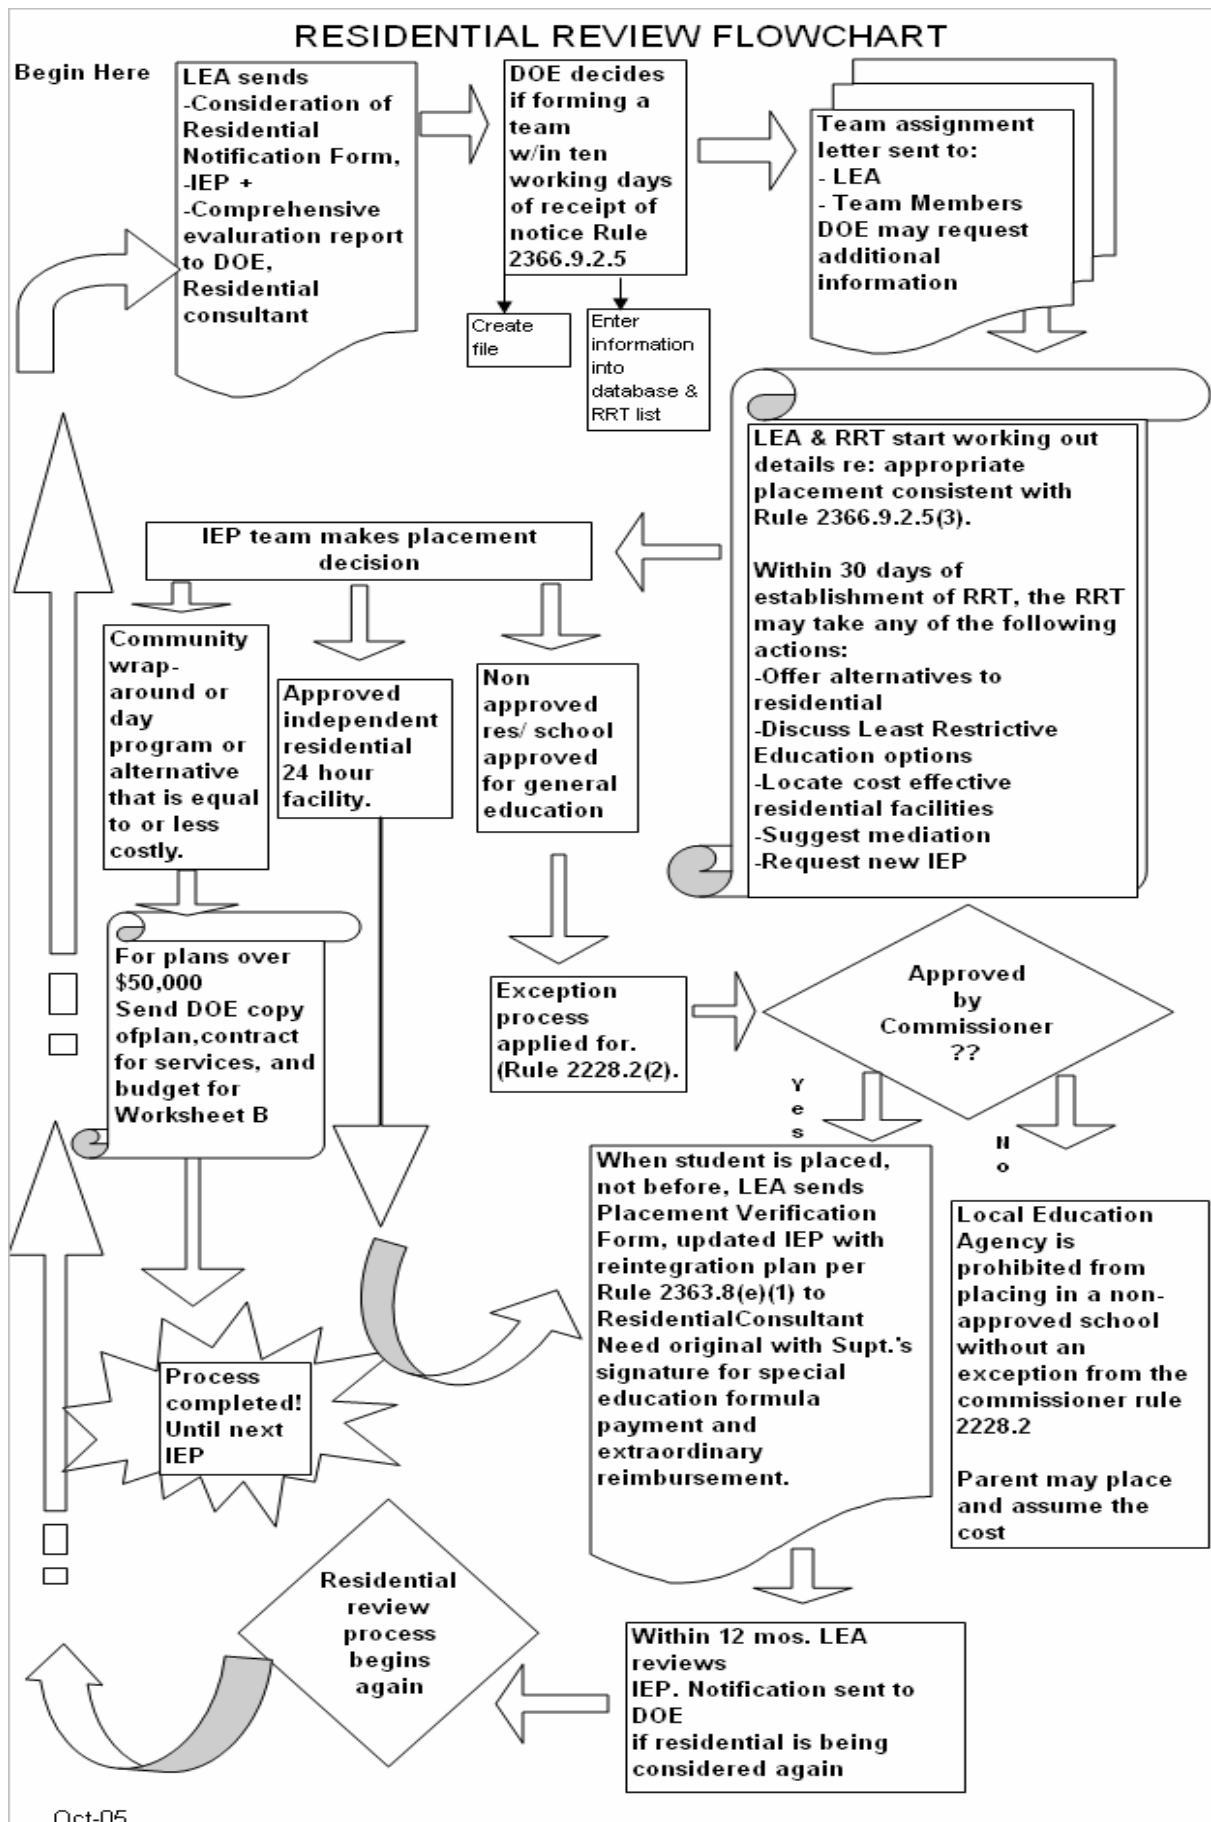 RESIDENTIAL REVIEW FLOWCHART
Begin Here
LEA sends
-Consideration of
Residential
Notification Form,
-IEP +
-Comprehensive
evaluration report
to DOE,
Residential
consultant
DOE decides
if forming a
team
w/in ten
working days
of receipt of
notice Rule
2366.9.2.5
Create
file
Enter
information
into
database &
RRT list
Team assignment
letter sent to:
- LEA
- Team Members
DOE may request
additional
information
LEA & RRT start working out
details re: appropriate
placement consistent with
Rule 2366.9.2.5(3).
Within 30 days of
establishment of RRT, the RRT
may take any of the following
actions:
-Offer alternatives to
residential
-Discuss Least Restrictive
Education options
-Locate cost effective
residential facilities
-Suggest mediation
-Request new IEP
IEP team makes placement
decision
Community
wrap-
around or
day
program or
alternative
that is equal
to or less
costly.
Approved
independent
residential
24 hour
facility.
Non
approved
res/ school
approved
for general
education
For plans over
$50,000
Send DOE copy
ofplan,contract
for services, and
budget for
Worksheet B
Exception
process
applied for.
(Rule 2228.2(2).
Approved
by
Commissioner
??
Y
e
s
N
o
When student is placed,
not before, LEA sends
Placement Verification
Form, updated IEP with
reintegration plan per
Rule 2363.8(e)(1) to
ResidentialConsultant
Need original with Supt.'s
signature for special
education formula
payment and
extraordinary
reimbursement.
Local Education
Agency is
prohibited from
placing in a non-
approved school
without an
exception from the
commissioner rule
2228.2
Parent may place
and assume the
cost
Process
completed!
Until next
IEP
Residential
review
process
begins
again
Within 12 mos. LEA
reviews
IEP. Notification sent to
DOE
if residential is being
considered again
Oct-05